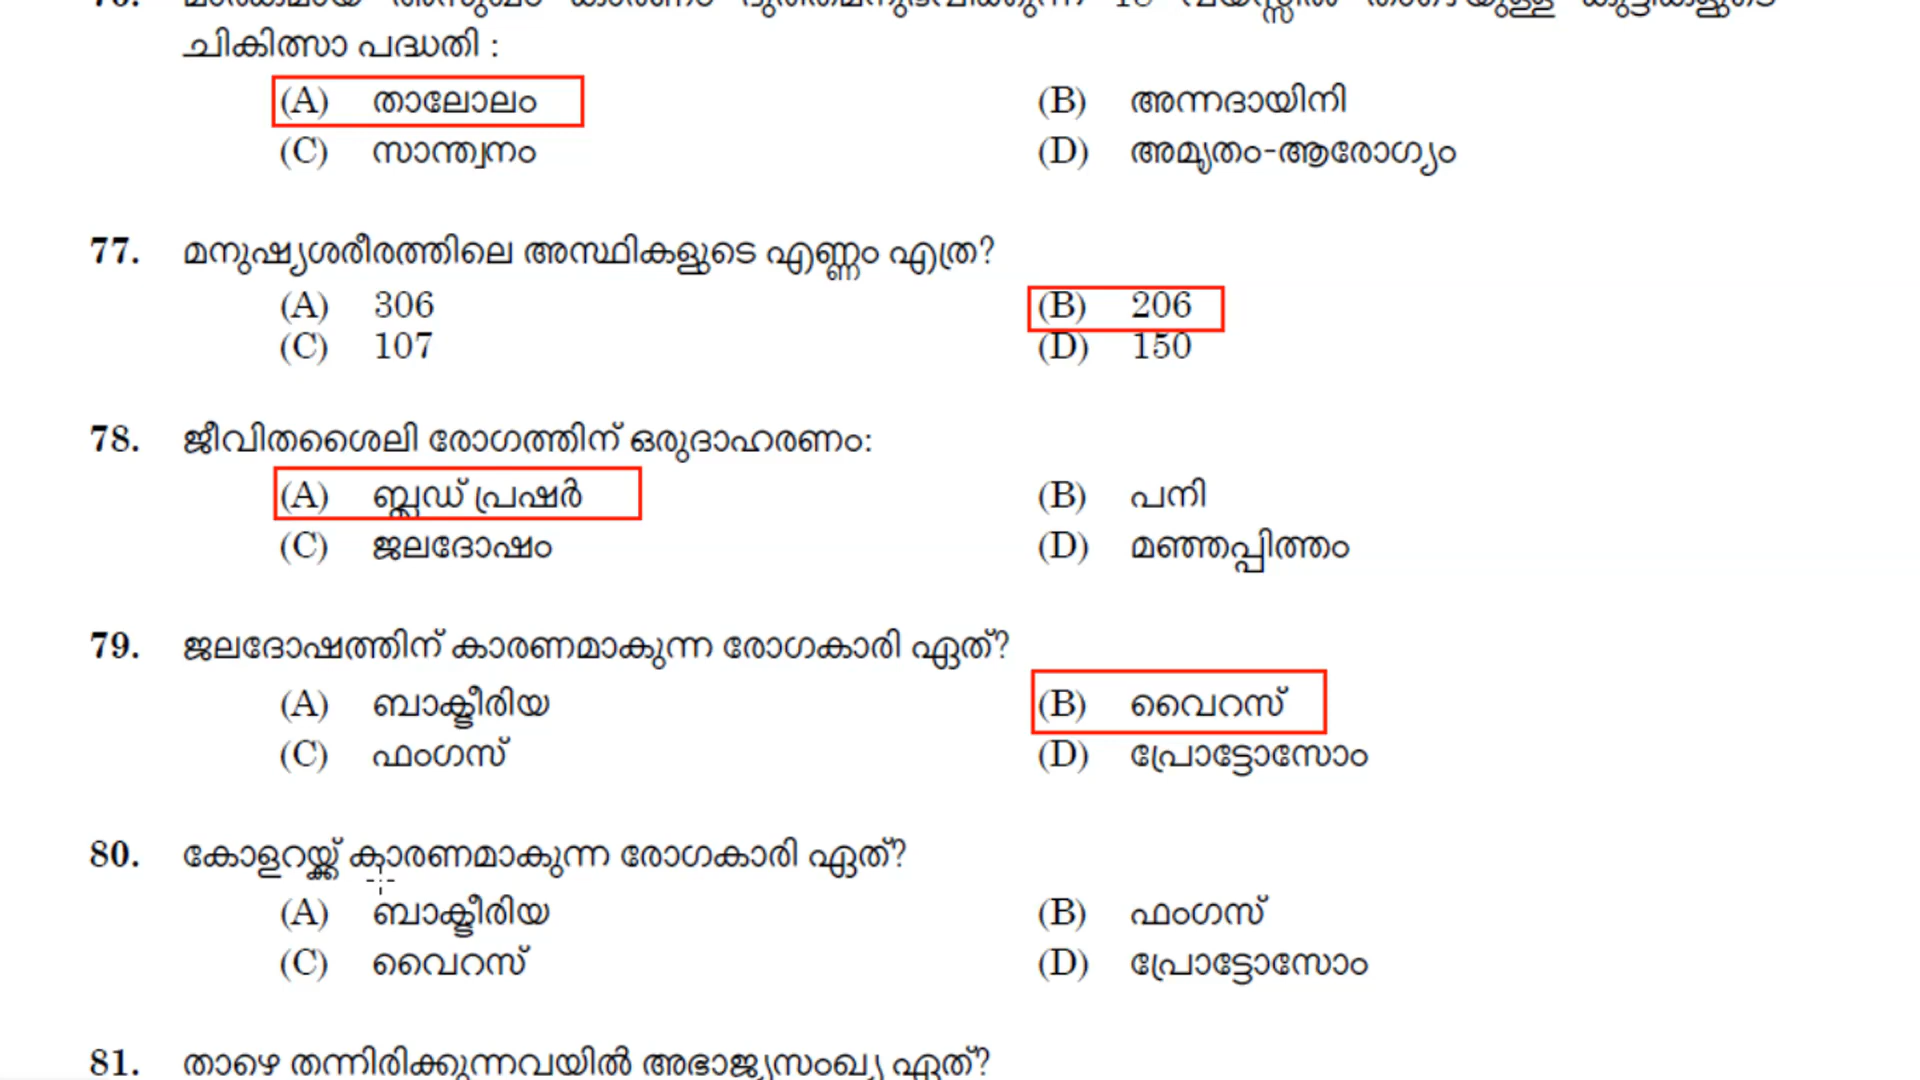 ചികിത്സാ പദ്ധതി :
(A) താലോലം (B) അന്നദായിനി
(C) സാന്ത്വനം (D) അമൃതം-ആരോഗ്യം
77. മനുഷ്യശരീരത്തിലെ അസ്ഥികളുടെ എണ്ണം എത്ര?
(A) 306 (B) 206
(C) 107 (D) 150
78. ജീവിതശൈലി രോഗത്തിന് ഒരുദാഹരണം:
(A) ബ്ലഡ് പ്രഷർ (B) പനി
(C) ജലദോഷം (D) മഞ്ഞപ്പിത്തം
79. ജലദോഷത്തിന് കാരണമാകുന്ന രോഗകാരി ഏത്?
(A) ബാക്ടീരിയ (B) വൈറസ്
(C) ഫംഗസ് (D) പ്രോട്ടോസോം
80. കോളറയ്ക്ക് കാരണമാകുന്ന രോഗകാരി ഏത്?
(A) ബാക്ടീരിയ (B) ഫംഗസ്
(C) വൈറസ് (D) പ്രോട്ടോസോം
81. താഴെ തന്നിരിക്കുന്നവയിൽ അഭാജ്യസംഖ്യ ഏത്?